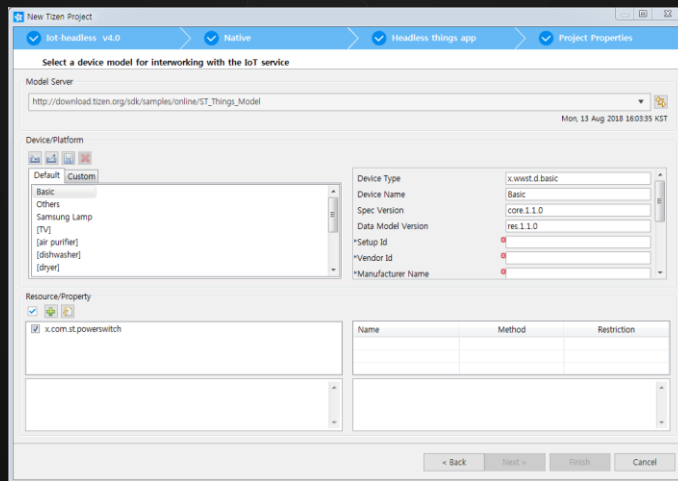 New Tizen Project
Iot-headless v4.0
Native
Headless things app
Project Properties
Select a device model for interworking with the IoT service
Model Server
http://download.tizen.org/sdk/samples/online/ST_Things_Model
Mon, 13 Aug 2018 16:03:35 KST
Device/Platform
Default
Custom
Basic
Others
Samsung Lamp
[TV]
[air purifier]
[dishwasher]
[dryer]
Device Type
x.wwst.d.basic
Device Name
Basic
Spec Version
core.1.1.0
Data Model Version
res.1.1.0
*Setup Id
*Vendor Id
*Manufacturer Name
Resource/Property
x.com.st.powerswitch
Name
Method
Restriction
< Back
Next >
Finish
Cancel